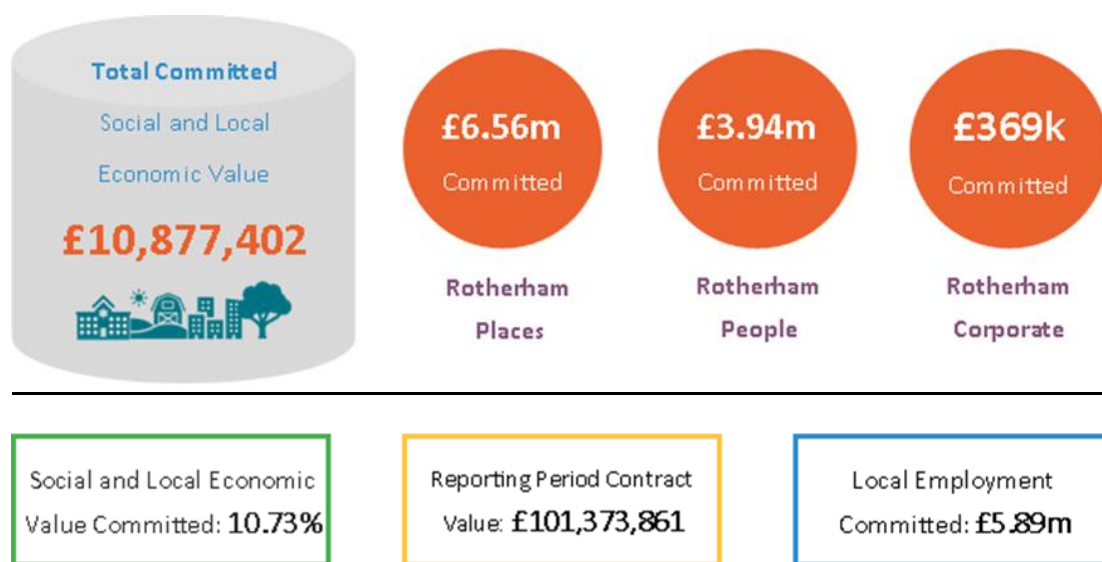 Total Committed
Social and Local
Economic Value
£10,877,402
£6.56m
Committed
Rotherham
Places
£3.94m
Committed
Rotherham
People
£369k
Committed
Rotherham
Corporate
Social and Local Economic
Value Committed: 10.73%
Reporting Period Contract
Value: £101,373,861
Local Employment
Committed: £5.89m